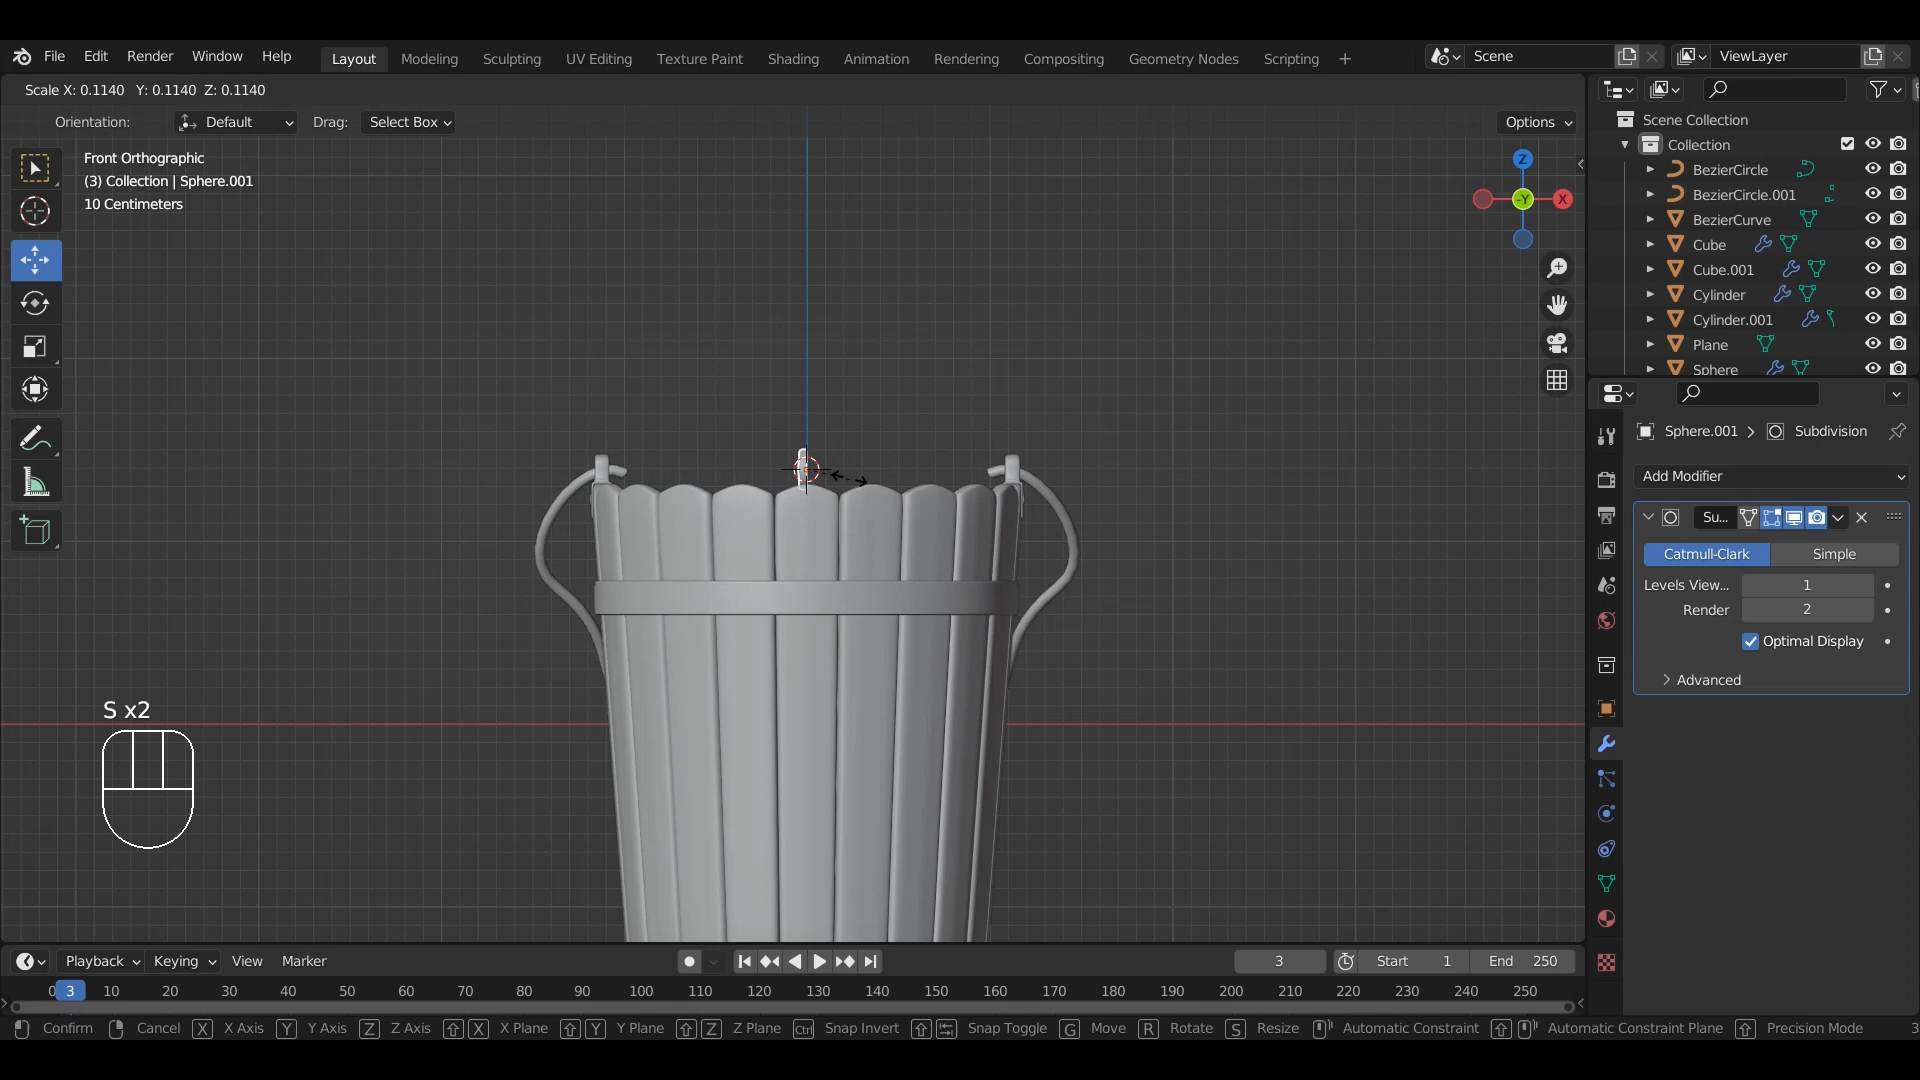 File Edit Render Window Help Layout Modeling Sculpting UV Editing Texture Paint Shading Animation Rendering Compositing Geometry Nodes Scripting + Scene ViewLayer
Scale X: 0.1140 Y: 0.1140 Z: 0.1140
Orientation: Default Drag: Select Box Options
Front Orthographic
(3) Collection | Sphere.001
10 Centimeters
Z
-Y X
Scene Collection
Collection
BezierCircle
BezierCircle.001
BezierCurve
Cube
Cube.001
Cylinder
Cylinder.001
Plane
Sphere
Sphere.001 > Subdivision
Add Modifier
Su...
Catmull-Clark Simple
Levels View... 1
Render 2
Optimal Display
Advanced
S x2
Playback Keying View Marker 3 Start 1 End 250
0 3 10 20 30 40 50 60 70 80 90 100 110 120 130 140 150 160 170 180 190 200 210 220 230 240 250
Confirm Cancel X X Axis Y Y Axis Z Z Axis X X Plane Y Y Plane Z Z Plane Ctrl Snap Invert Snap Toggle G Move R Rotate S Resize Automatic Constraint Automatic Constraint Plane Precision Mode